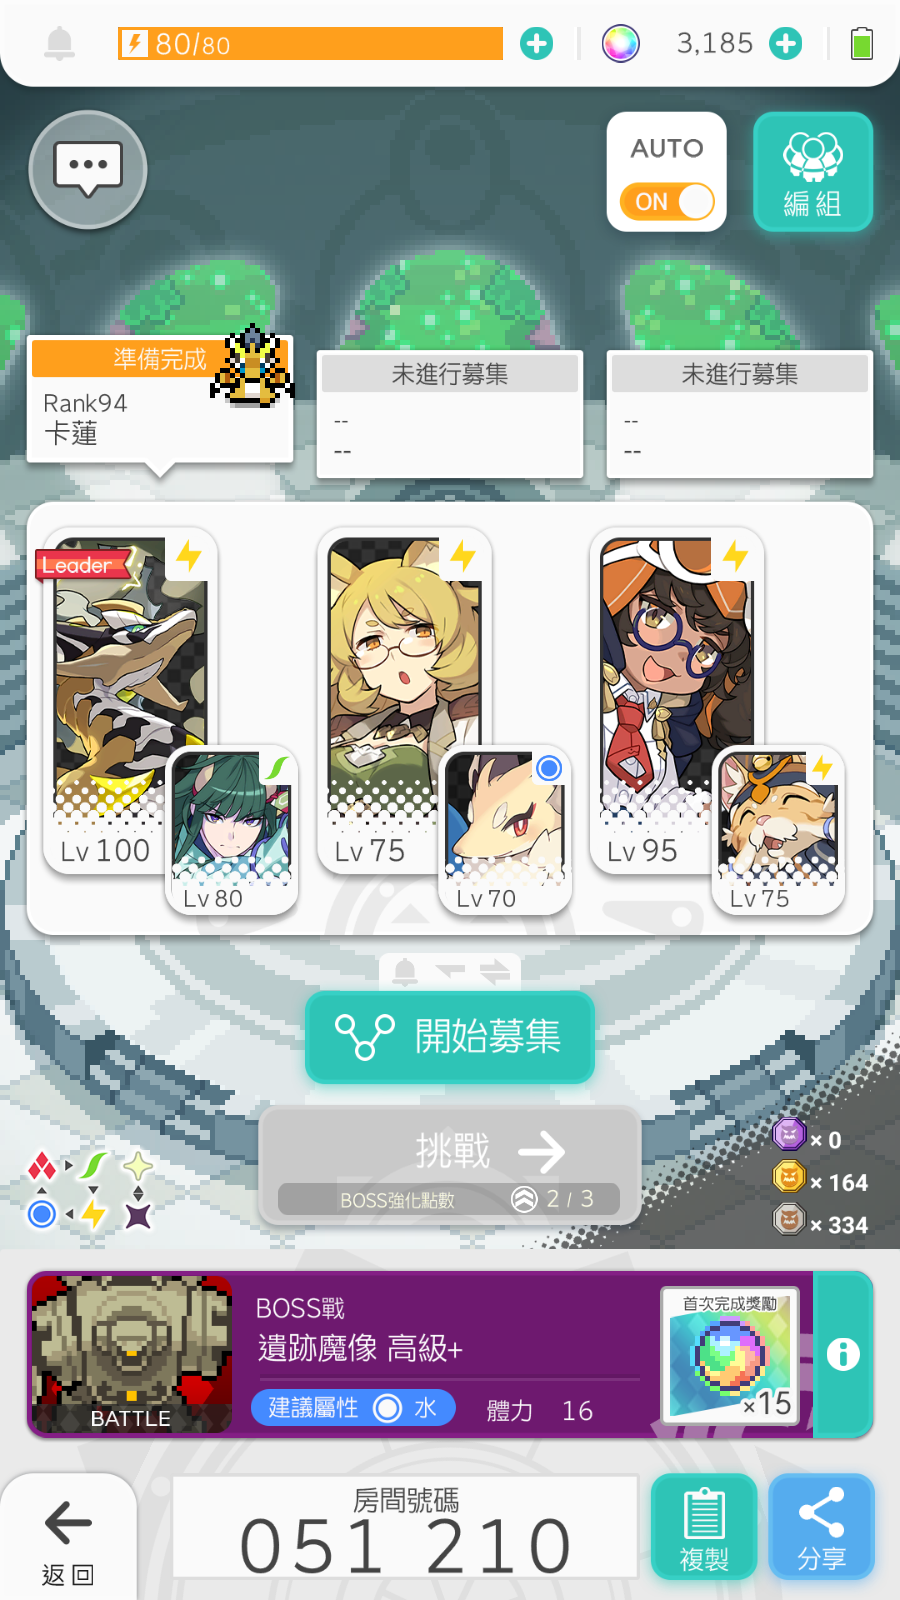 80/80
3,185
AUTO
ON
編組
準備完成
Rank94
卡蓮
未進行募集
--
--
未進行募集
--
--
Leader
Lv 100
Lv 80
Lv 75
Lv 70
Lv 95
Lv 75
開始募集
挑戰
BOSS強化點數 2 / 3
× 0
× 164
× 334
BATTLE
BOSS戰
遺跡魔像 高級+
建議屬性 水
體力 16
首次完成獎勵
×15
返回
房間號碼
051 210
複製
分享